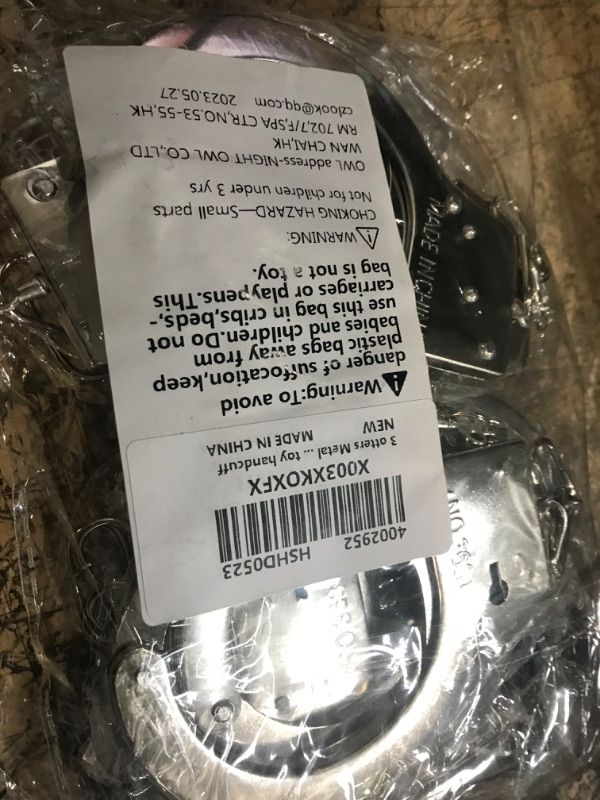 4002952 HSHD0523
X003XKOXFX
3 otters Metal ... toy handcuff
NEW MADE IN CHINA
Warning:To avoid
danger of suffocation,keep
plastic bags away from
babies and children.Do not
use this bag in cribs,beds,-
carriages or playpens.This
bag is not a toy.
WARNING:
CHOKING HAZARD—Small parts
Not for children under 3 yrs
OWL address-NIGHT OWL CO.,LTD
WAN CHAI,HK
RM 702,7/F,SPA CTR,NO.53-55,HK
czlook@qq.com 2023.05.27
MADE IN CHIN